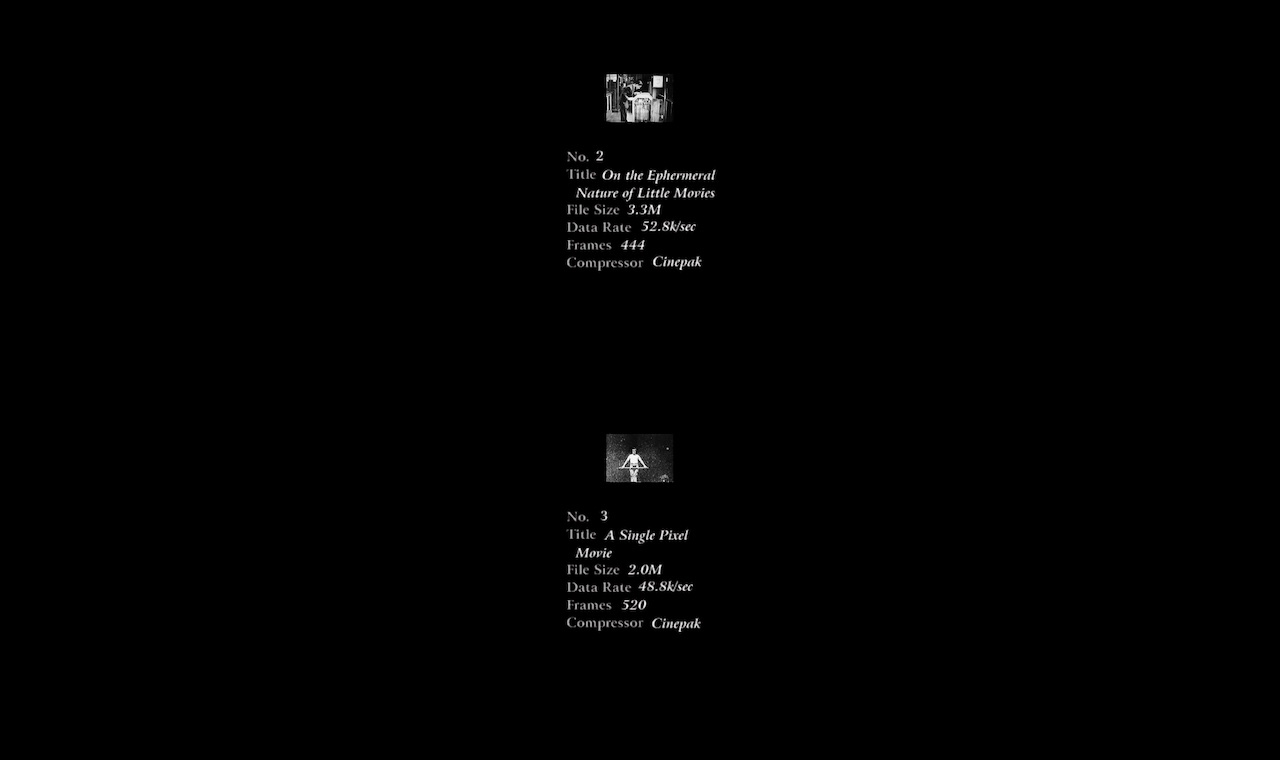 No. 2
Title On the Ephermeral
Nature of Little Movies
File Size 3.3M
Data Rate 52.8k/sec
Frames 444
Compressor Cinepak
No. 3
Title A Single Pixel
Movie
File Size 2.0M
Data Rate 48.8k/sec
Frames 520
Compressor Cinepak